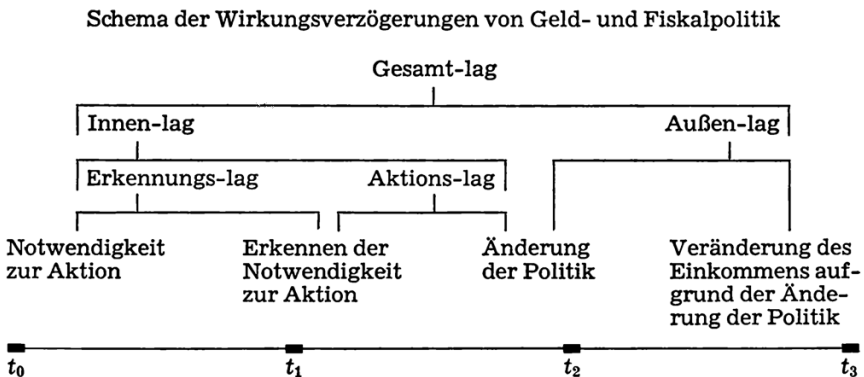 Schema der Wirkungsverzögerungen von Geld- und Fiskalpolitik
Gesamt-lag
Innen-lag
Außen-lag
Erkennungs-lag
Aktions-lag
Notwendigkeit
zur Aktion
Erkennen der
Notwendigkeit
zur Aktion
Änderung
der Politik
Veränderung des
Einkommens auf-
grund der Ände-
rung der Politik
t0
t1
t2
t3